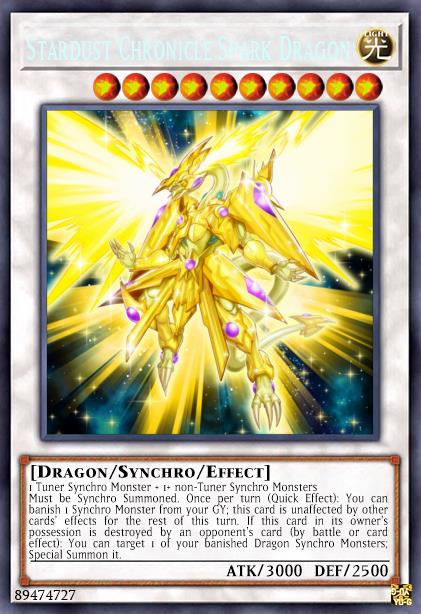 Stardust Chronicle Spark Dragon
LIGHT
光
[Dragon/Synchro/Effect]
1 Tuner Synchro Monster + 1+ non-Tuner Synchro Monsters
Must be Synchro Summoned. Once per turn (Quick Effect): You can
banish 1 Synchro Monster from your GY; this card is unaffected by other
cards' effects for the rest of this turn. If this card in its owner's
possession is destroyed by an opponent's card (by battle or card
effect): You can target 1 of your banished Dragon Synchro Monsters;
Special Summon it.
ATK/3000 DEF/2500
89474727